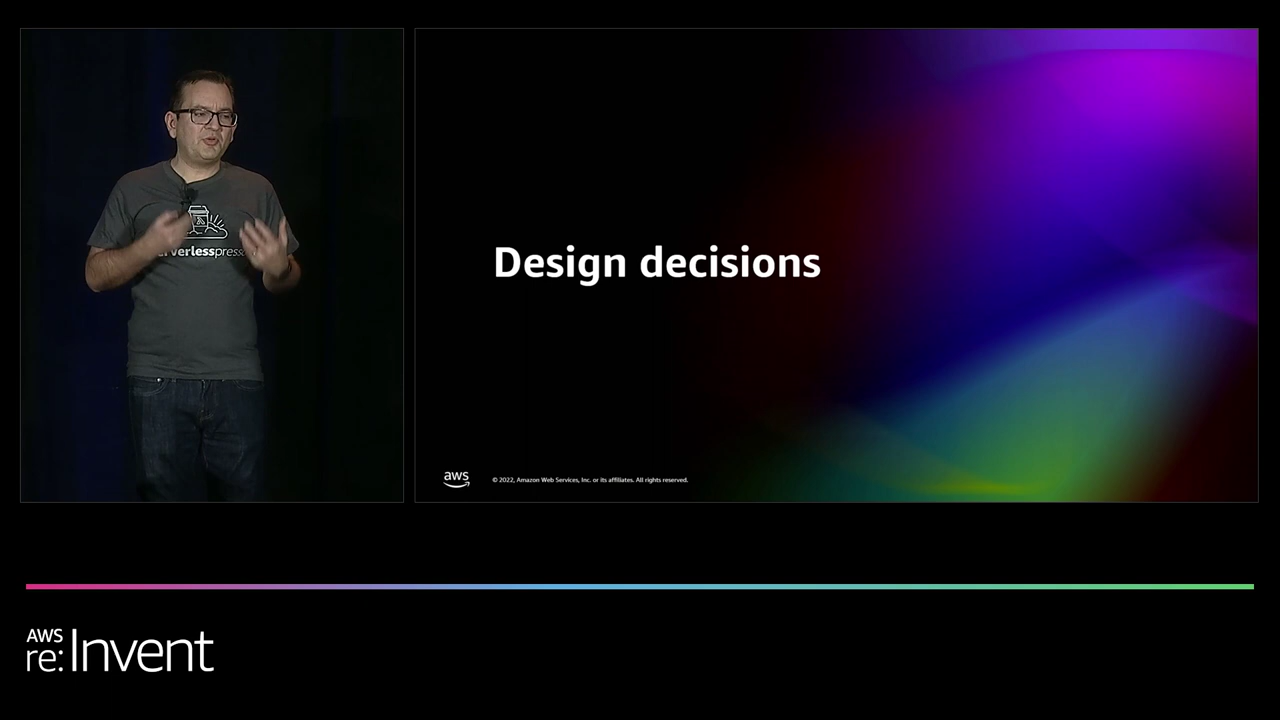 Design decisions
aws
© 2022, Amazon Web Services, Inc. or its affiliates. All rights reserved.
AWS
re:Invent